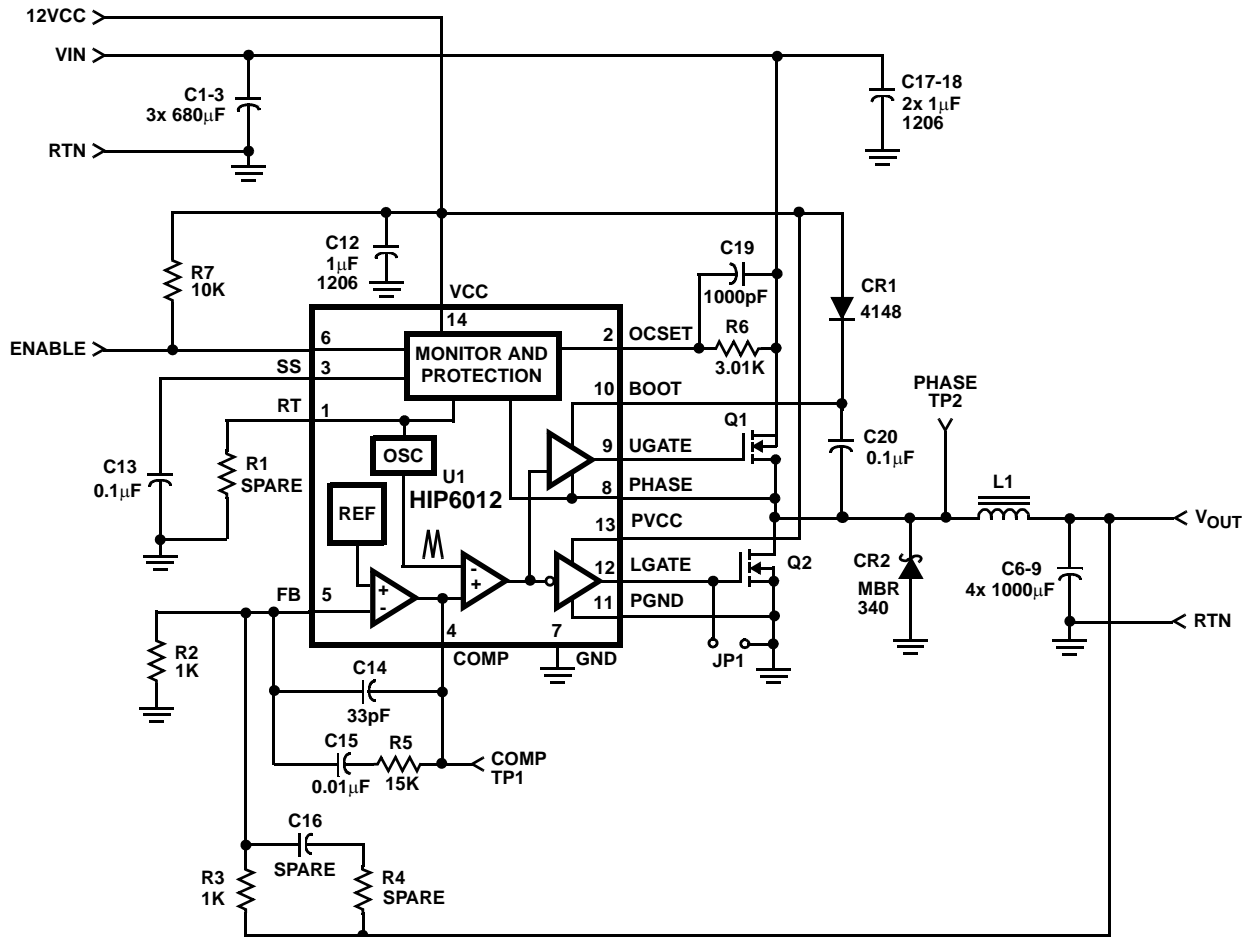 12VCC
VIN
C1-3
3x 680µF
RTN
C17-18
2x 1µF
1206
C12
1µF
1206
R7
10K
VCC
14
C19
1000pF
CR1
4148
ENABLE
6
MONITOR AND
PROTECTION
2
OCSET
R6
3.01K
SS
3
10
BOOT
PHASE
TP2
RT
1
OSC
Q1
C20
0.1µF
9
UGATE
C13
0.1µF
R1
SPARE
U1
HIP6012
8
PHASE
L1
REF
13
PVCC
VOUT
12
LGATE
Q2
CR2
MBR
340
C6-9
4x 1000µF
+
-
-
+
FB
5
11
PGND
RTN
4
COMP
7
GND
JP1
R2
1K
C14
33pF
C15
0.01µF
R5
15K
COMP
TP1
C16
SPARE
R3
1K
R4
SPARE